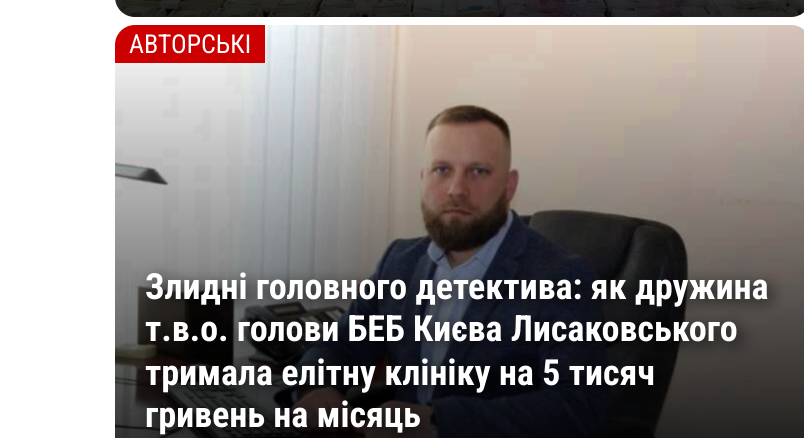 АВТОРСЬКІ
Злидні головного детектива: як дружина
т.в.о. голови БЕБ Києва Лисаковського
тримала елітну клініку на 5 тисяч
гривень на місяць